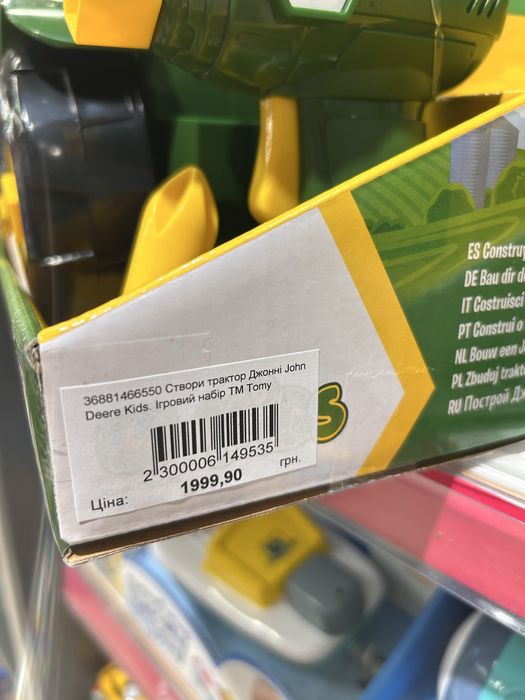 ES Construy
DE Bau dir d
IT Costruisci
PT Construi o
NL Bouw een J
PL Zbuduj trakt
RU Построй Дж
36881466550 Створи трактор Джонні John
Deere Kids. Ігровий набір ТМ Tomy
2 300006 149535
Ціна: 1999,90 грн.